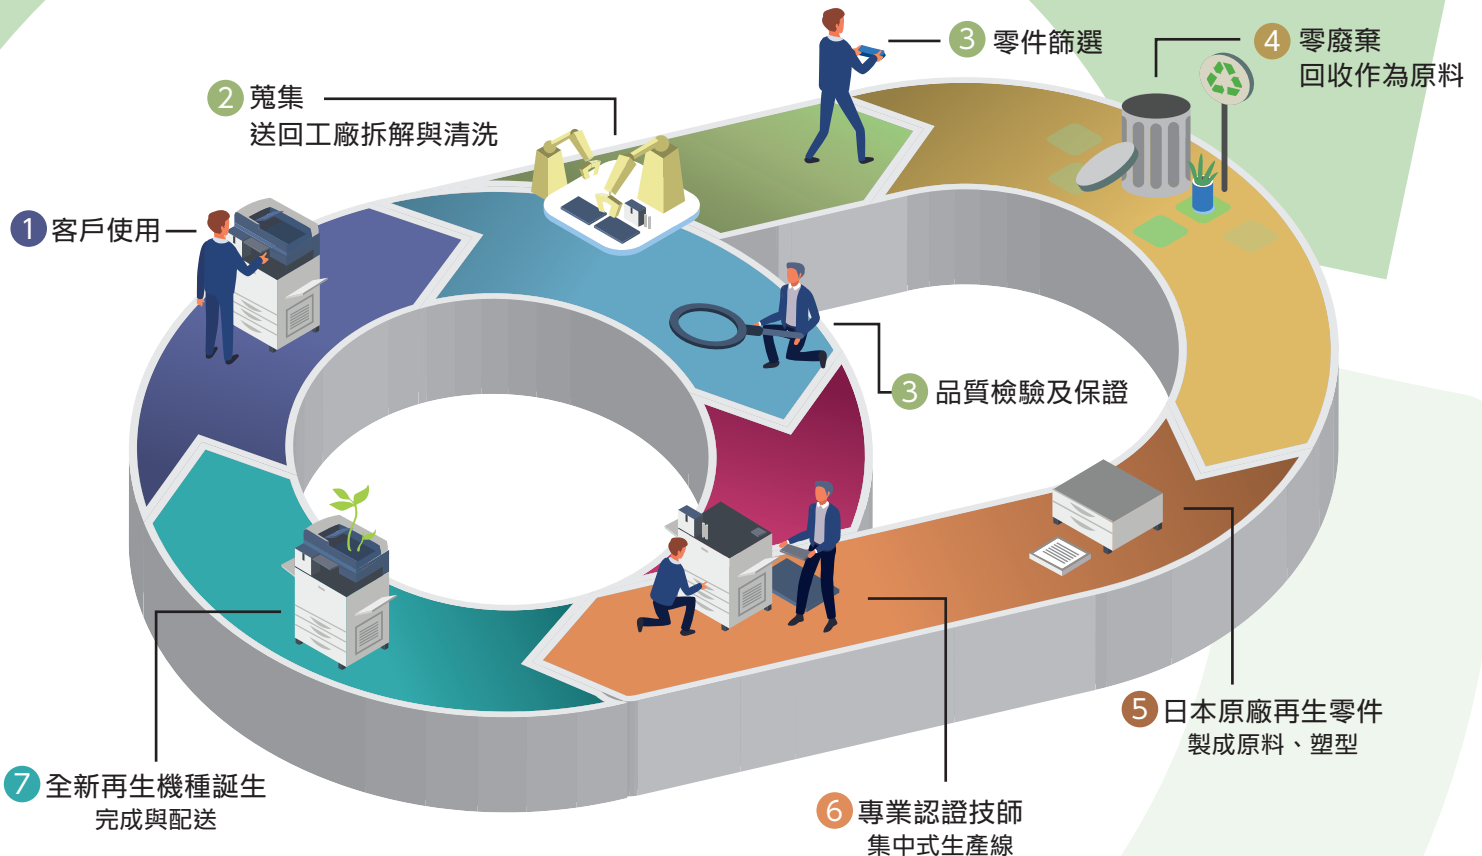 1 客戶使用
2 蒐集
送回工廠拆解與清洗
3 零件篩選
4 零廢棄
回收作為原料
3 品質檢驗及保證
5 日本原廠再生零件
製成原料、塑型
6 專業認證技師
集中式生產線
7 全新再生機種誕生
完成與配送